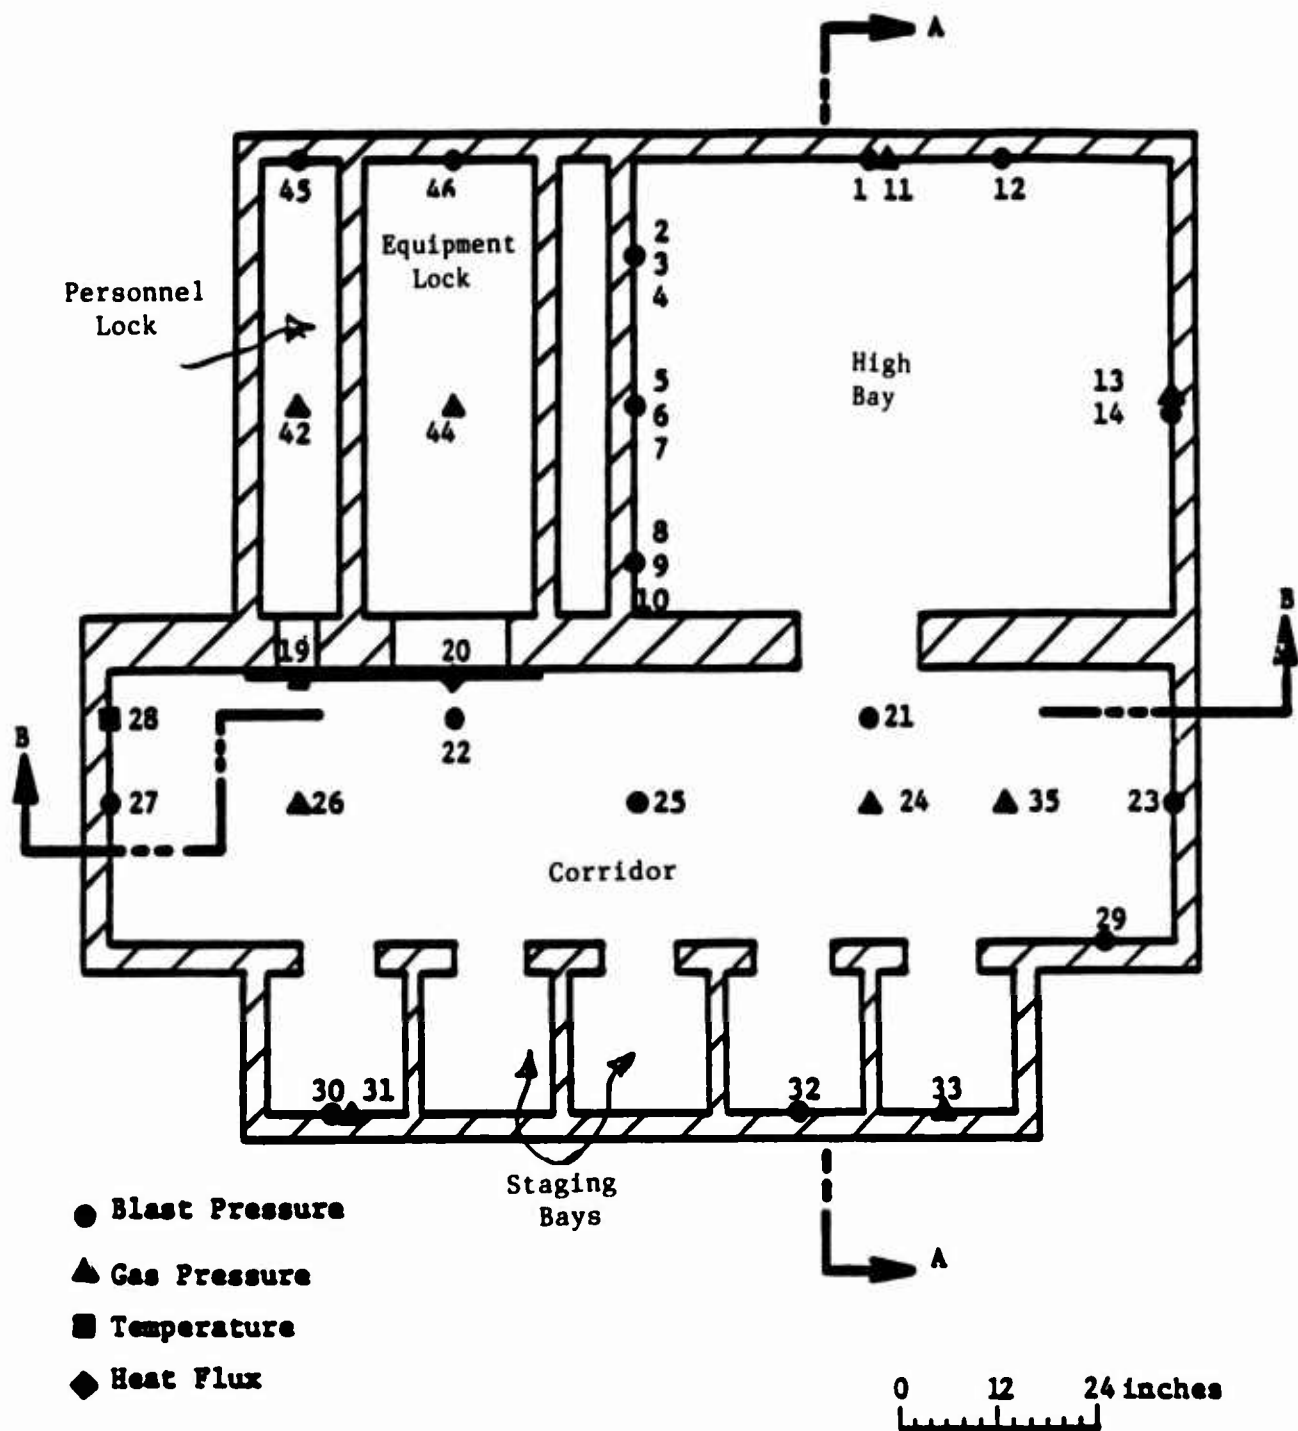 A
45
46
1 11
12
2
3
4
Equipment
Lock
Personnel
Lock
High
Bay
5
6
7
13
14
42
44
8
9
10
B
19
20
28
22
21
B
27
26
25
24
35
23
Corridor
29
30 31
32
33
Staging
Bays
Blast Pressure
Gas Pressure
Temperature
Heat Flux
A
0 12 24 inches